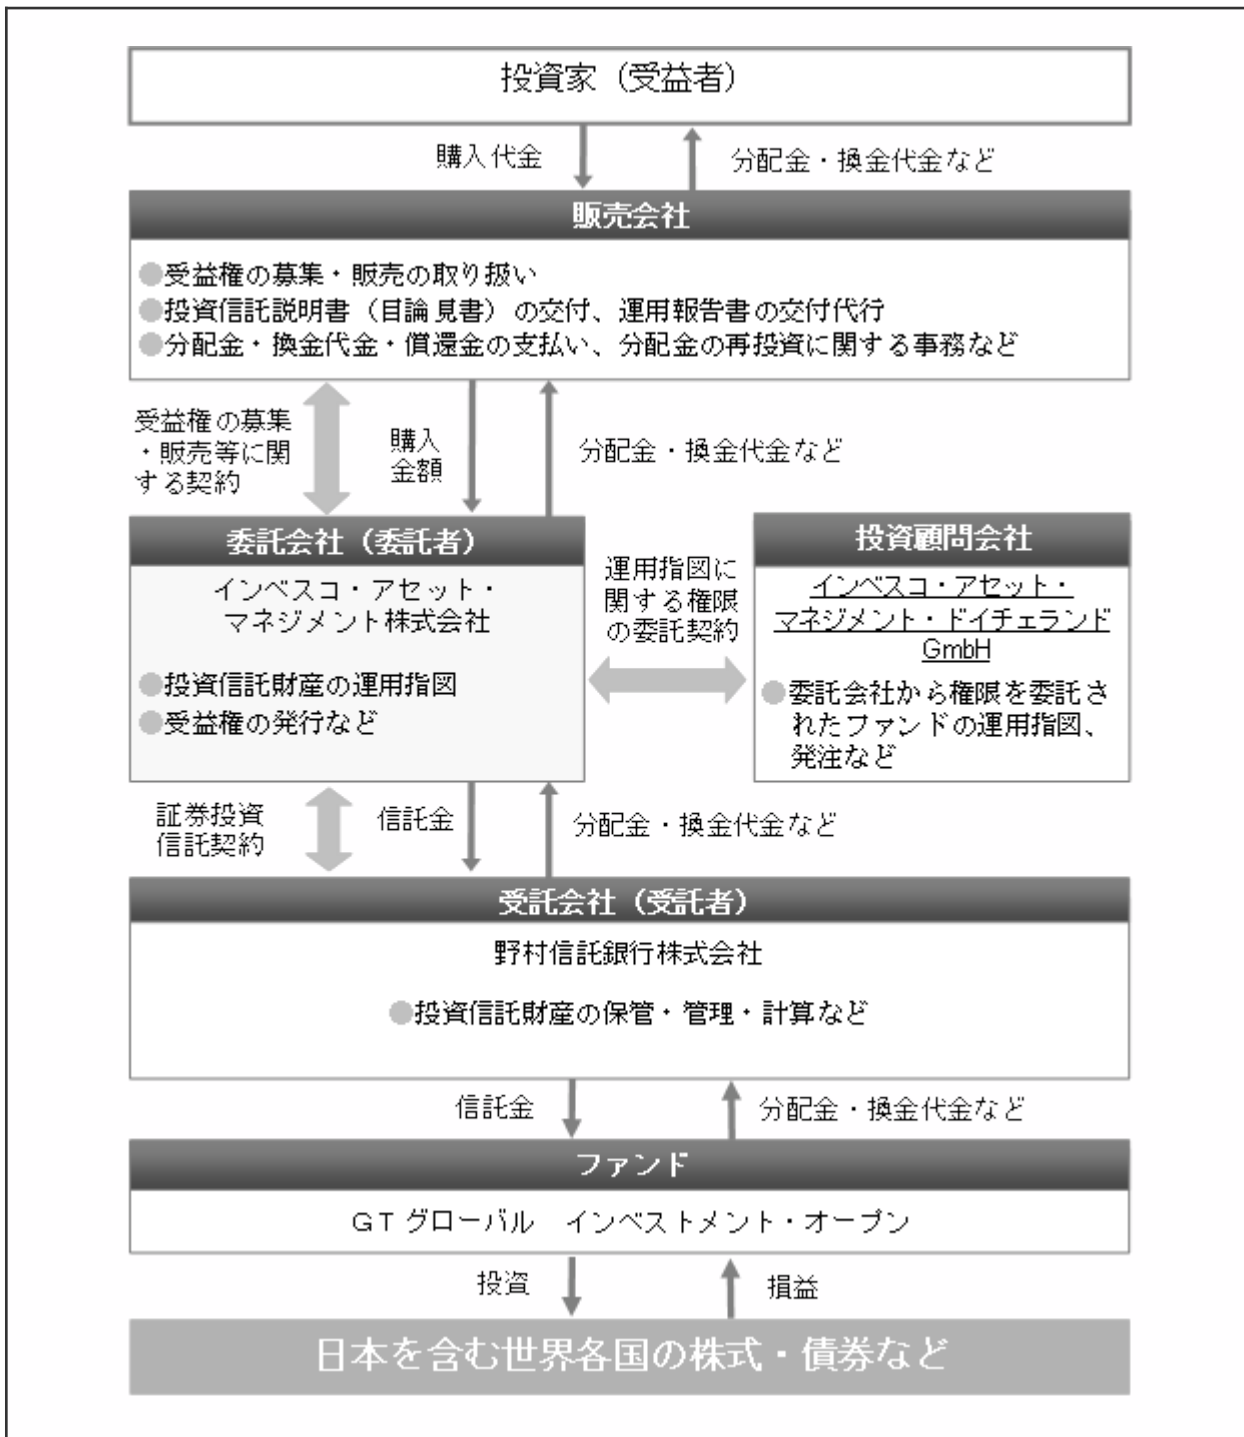 投資家（受益者）
購入代金
分配金・換金代金など
販売会社
●受益権の募集・販売の取り扱い
●投資信託説明書（目論見書）の交付、運用報告書の交付代行
●分配金・換金代金・償還金の支払い、分配金の再投資に関する事務など
受益権の募集
・販売等に関
する契約
購入
金額
分配金・換金代金など
委託会社（委託者）
インベスコ・アセット・
マネジメント株式会社
●投資信託財産の運用指図
●受益権の発行など
運用指図に
関する権限
の委託契約
投資顧問会社
インベスコ・アセット・
マネジメント・ドイチェランド
GmbH
●委託会社から権限を委託さ
れたファンドの運用指図、
発注など
証券投資
信託契約
信託金
分配金・換金代金など
受託会社（受託者）
野村信託銀行株式会社
●投資信託財産の保管・管理・計算など
信託金
分配金・換金代金など
ファンド
ＧＴ グローバル　インベストメント・オープン
投資
損益
日本を含む世界各国の株式・債券など